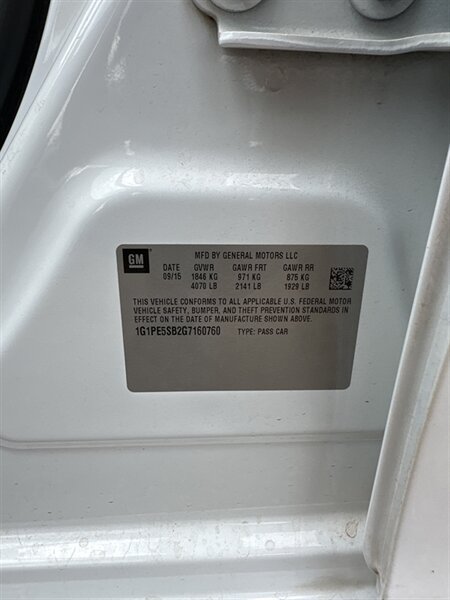 GM
MFD BY GENERAL MOTORS LLC
DATE GVWR GAWR FRT GAWR RR
09/15 1846 KG 971 KG 875 KG
4070 LB 2141 LB 1929 LB
THIS VEHICLE CONFORMS TO ALL APPLICABLE U.S. FEDERAL MOTOR
VEHICLE SAFETY, BUMPER, AND THEFT PREVENTION STANDARDS IN
EFFECT ON THE DATE OF MANUFACTURE SHOWN ABOVE.
1G1PE5SB2G7160760 TYPE: PASS CAR